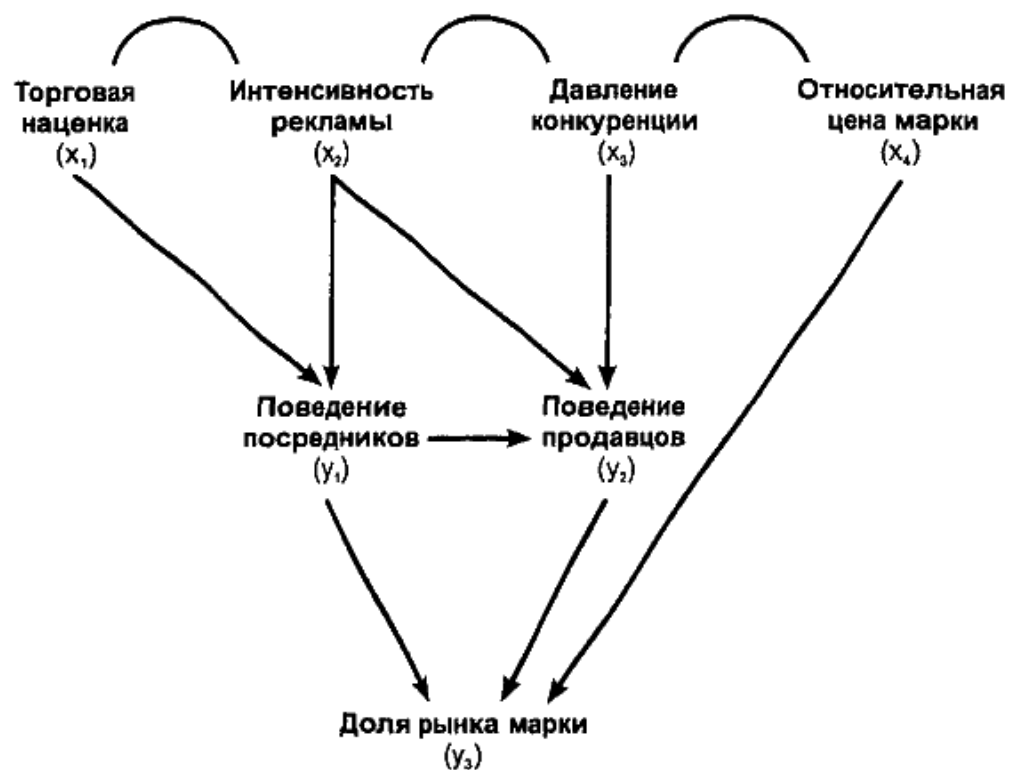 Торговая
наценка
(x₁)
Интенсивность
рекламы
(x₂)
Давление
конкуренции
(x₃)
Относительная
цена марки
(x₄)
Поведение
посредников
(y₁)
Поведение
продавцов
(y₂)
Доля рынка марки
(y₃)